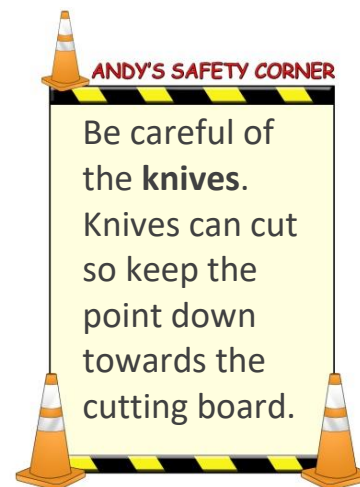 ANDY'S SAFETY CORNER
Be careful of
the knives.
Knives can cut
so keep the
point down
towards the
cutting board.